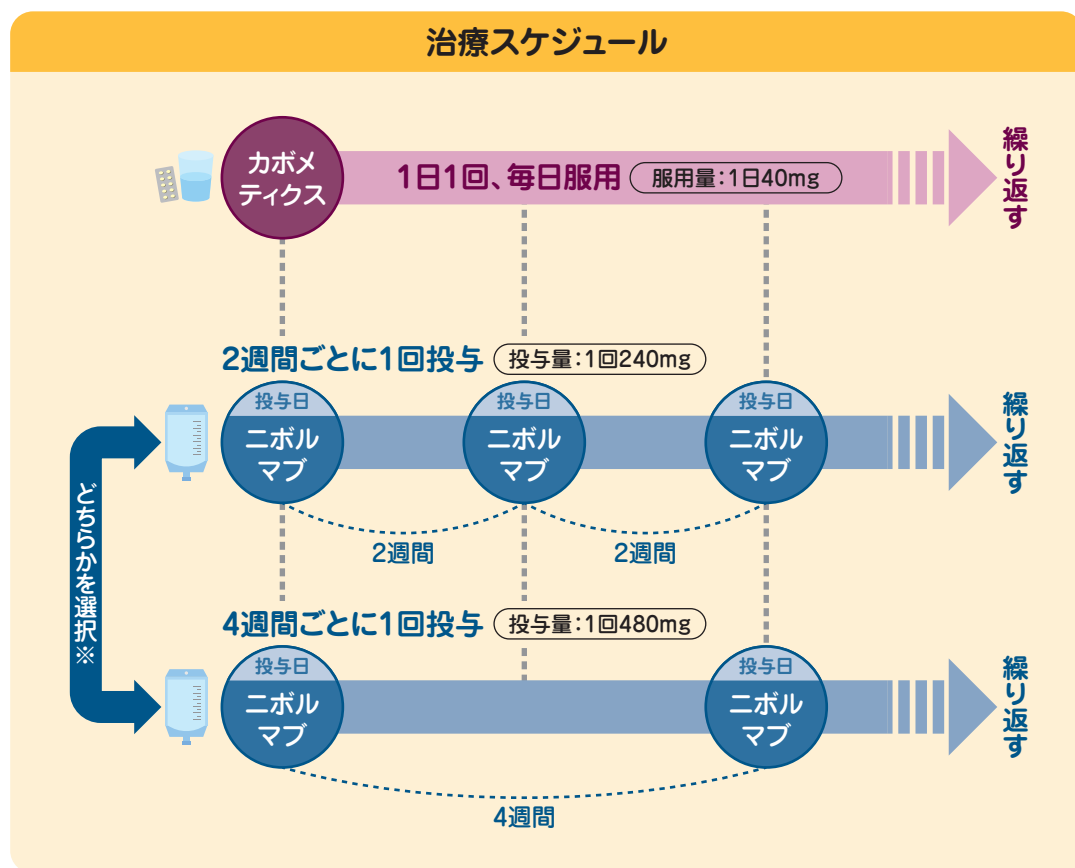 治療スケジュール
カボメ
ティクス
1日1回、毎日服用
服用量:1日40mg
繰り返す
2週間ごとに1回投与
投与量:1回240mg
投与日
ニボル
マブ
投与日
ニボル
マブ
投与日
ニボル
マブ
繰り返す
2週間
2週間
どちらかを選択※
4週間ごとに1回投与
投与量:1回480mg
投与日
ニボル
マブ
投与日
ニボル
マブ
繰り返す
4週間